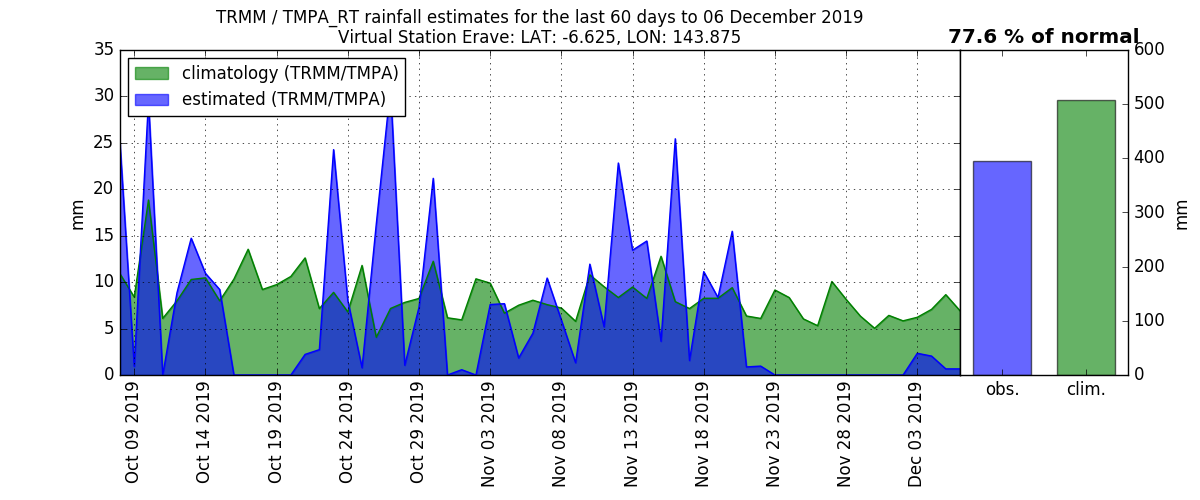 TRMM / TMPA_RT rainfall estimates for the last 60 days to 06 December 2019
Virtual Station Erave: LAT: -6.625, LON: 143.875
77.6 % of normal
climatology (TRMM/TMPA)
estimated (TRMM/TMPA)
35
30
25
20
15
10
5
0
mm
Oct 09 2019
Oct 14 2019
Oct 19 2019
Oct 24 2019
Oct 29 2019
Nov 03 2019
Nov 08 2019
Nov 13 2019
Nov 18 2019
Nov 23 2019
Nov 28 2019
Dec 03 2019
obs.
clim.
600
500
400
300
200
100
0
mm